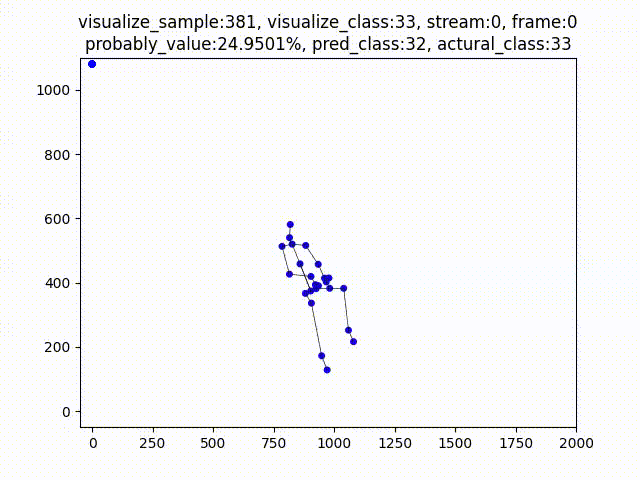 visualize_sample:381, visualize_class:33, stream:0, frame:0
probably_value:24.9501%, pred_class:32, actural_class:33
1000
800
600
400
200
0
0 250 500 750 1000 1250 1500 1750 2000